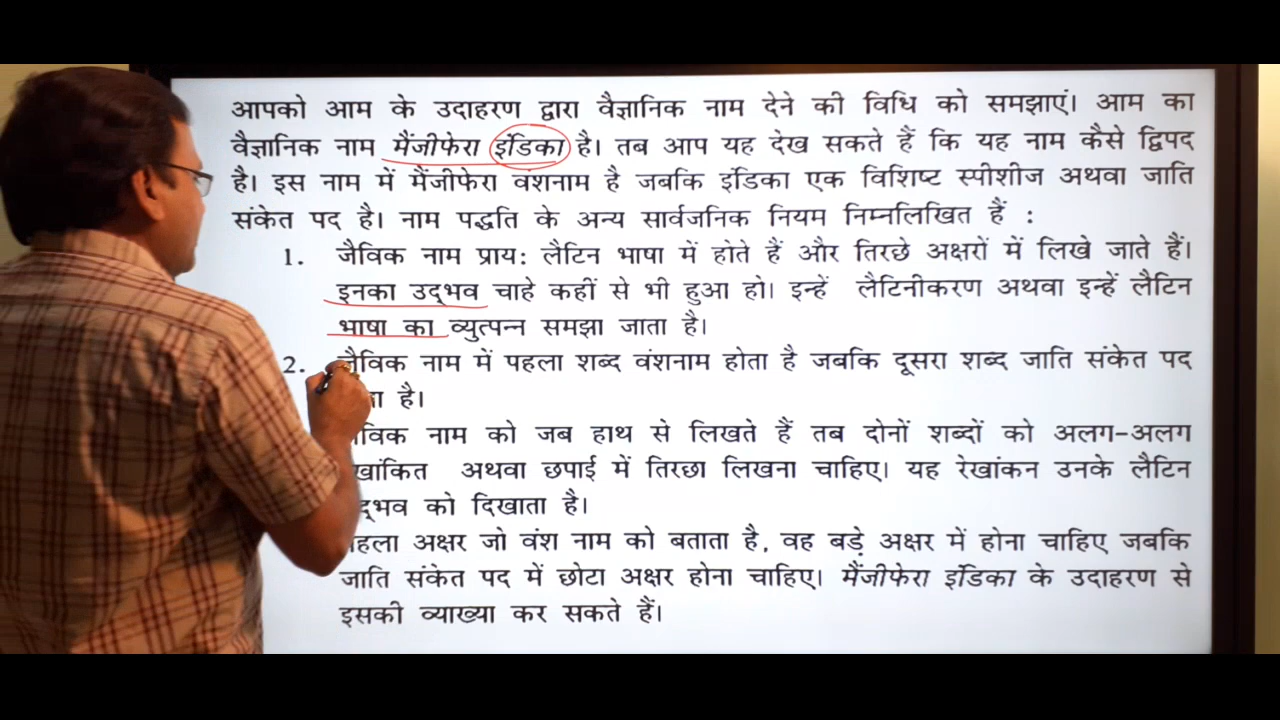 आपको आम के उदाहरण द्वारा वैज्ञानिक नाम देने की विधि को समझाएं। आम का
वैज्ञानिक नाम मैंजीफेरा इंडिका है। तब आप यह देख सकते हैं कि यह नाम कैसे द्विपद
है। इस नाम में मैंजीफेरा वंशनाम है जबकि इंडिका एक विशिष्ट स्पीशीज अथवा जाति
संकेत पद है। नाम पद्धति के अन्य सार्वजनिक नियम निम्नलिखित हैं :
1. जैविक नाम प्राय: लैटिन भाषा में होते हैं और तिरछे अक्षरों में लिखे जाते हैं।
इनका उद्‌भव चाहे कहीं से भी हुआ हो। इन्हें लैटिनीकरण अथवा इन्हें लैटिन
भाषा का व्युत्पन्न समझा जाता है।
2. जैविक नाम में पहला शब्द वंशनाम होता है जबकि दूसरा शब्द जाति संकेत पद
है।
नाम को जब हाथ से लिखते हैं तब दोनों शब्दों को अलग-अलग
अथवा छपाई में तिरछा लिखना चाहिए। यह रेखांकन उनके लैटिन
को दिखाता है।
अक्षर जो वंश नाम को बताता है, वह बड़े अक्षर में होना चाहिए जबकि
जाति संकेत पद में छोटा अक्षर होना चाहिए। मैंजीफेरा इंडिका के उदाहरण से
इसकी व्याख्या कर सकते हैं।